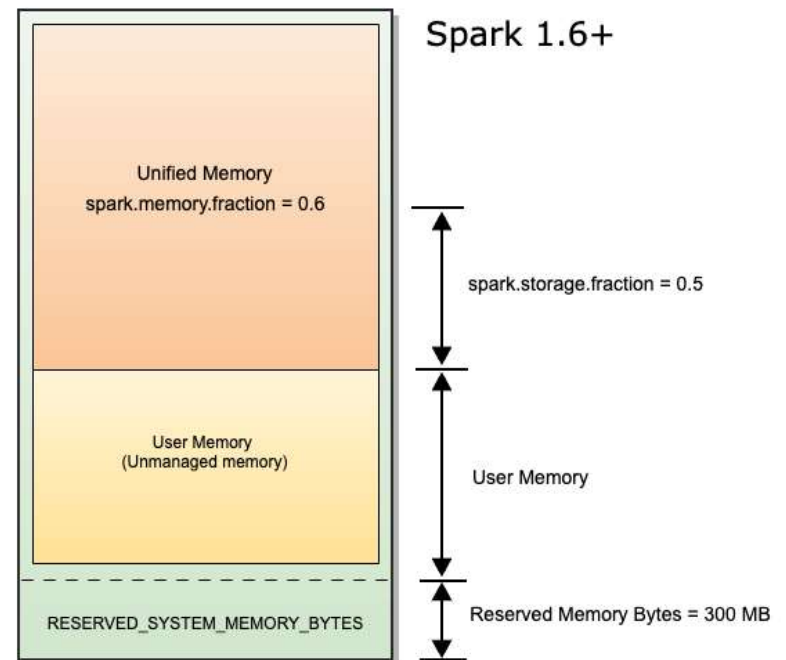 Spark 1.6+
Unified Memory
spark.memory.fraction = 0.6
spark.storage.fraction = 0.5
User Memory
(Unmanaged memory)
User Memory
RESERVED_SYSTEM_MEMORY_BYTES
Reserved Memory Bytes = 300 MB